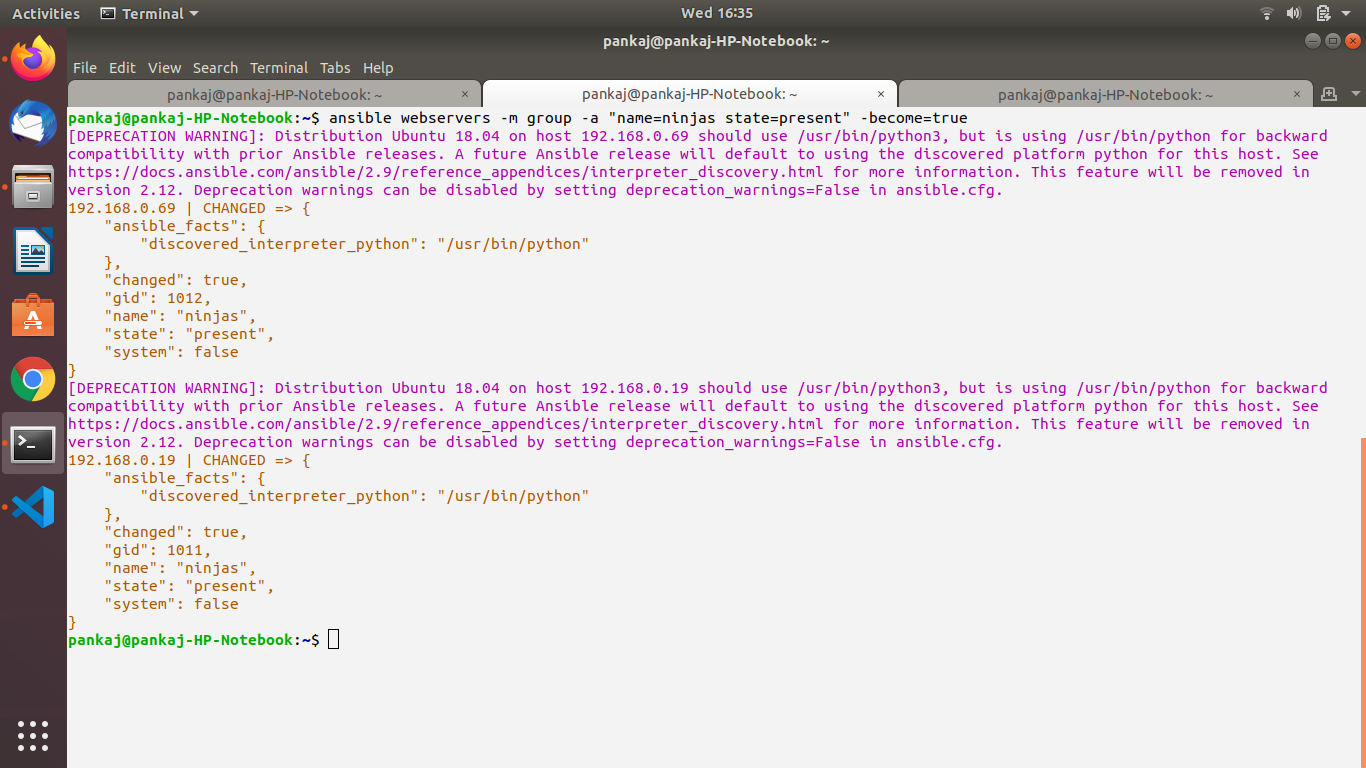 Activities Terminal Wed 16:35
pankaj@pankaj-HP-Notebook: ~
File Edit View Search Terminal Tabs Help
pankaj@pankaj-HP-Notebook: ~ × pankaj@pankaj-HP-Notebook: ~ × pankaj@pankaj-HP-Notebook: ~ ×
pankaj@pankaj-HP-Notebook:~$ ansible webservers -m group -a "name=ninjas state=present" -become=true
[DEPRECATION WARNING]: Distribution Ubuntu 18.04 on host 192.168.0.69 should use /usr/bin/python3, but is using /usr/bin/python for backward
compatibility with prior Ansible releases. A future Ansible release will default to using the discovered platform python for this host. See
https://docs.ansible.com/ansible/2.9/reference_appendices/interpreter_discovery.html for more information. This feature will be removed in
version 2.12. Deprecation warnings can be disabled by setting deprecation_warnings=False in ansible.cfg.
192.168.0.69 | CHANGED => {
    "ansible_facts": {
        "discovered_interpreter_python": "/usr/bin/python"
    },
    "changed": true,
    "gid": 1012,
    "name": "ninjas",
    "state": "present",
    "system": false
}
[DEPRECATION WARNING]: Distribution Ubuntu 18.04 on host 192.168.0.19 should use /usr/bin/python3, but is using /usr/bin/python for backward
compatibility with prior Ansible releases. A future Ansible release will default to using the discovered platform python for this host. See
https://docs.ansible.com/ansible/2.9/reference_appendices/interpreter_discovery.html for more information. This feature will be removed in
version 2.12. Deprecation warnings can be disabled by setting deprecation_warnings=False in ansible.cfg.
192.168.0.19 | CHANGED => {
    "ansible_facts": {
        "discovered_interpreter_python": "/usr/bin/python"
    },
    "changed": true,
    "gid": 1011,
    "name": "ninjas",
    "state": "present",
    "system": false
}
pankaj@pankaj-HP-Notebook:~$